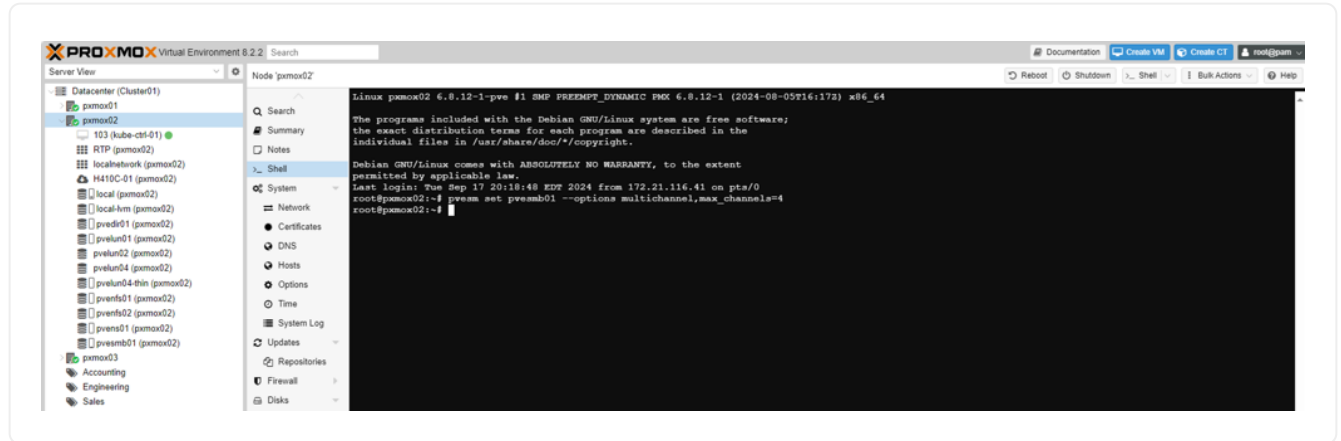 PROXMOX Virtual Environment 8.2.2 Search
Documentation Create VM Create CT root@pam
Server View
Node 'pxmox02'
Reboot Shutdown >_ Shell Bulk Actions Help
Datacenter (Cluster01)
pxmox01
pxmox02
103 (kube-ctrl-01)
RTP (pxmox02)
localnetwork (pxmox02)
H410C-01 (pxmox02)
local (pxmox02)
local-lvm (pxmox02)
pvedir01 (pxmox02)
pvelun01 (pxmox02)
pvelun02 (pxmox02)
pvelun04 (pxmox02)
pvelun04-thin (pxmox02)
pvenfs01 (pxmox02)
pvenfs02 (pxmox02)
pvens01 (pxmox02)
pvesmb01 (pxmox02)
pxmox03
Accounting
Engineering
Sales
Search
Summary
Notes
>_ Shell
System
Network
Certificates
DNS
Hosts
Options
Time
System Log
Updates
Repositories
Firewall
Disks
Linux pxmox02 6.8.12-1-pve #1 SMP PREEMPT_DYNAMIC PMX 6.8.12-1 (2024-08-05T16:17Z) x86_64
The programs included with the Debian GNU/Linux system are free software;
the exact distribution terms for each program are described in the
individual files in /usr/share/doc/*/copyright.
Debian GNU/Linux comes with ABSOLUTELY NO WARRANTY, to the extent
permitted by applicable law.
Last login: Tue Sep 17 20:18:48 EDT 2024 from 172.21.116.41 on pts/0
root@pxmox02:~# pvesm set pvesmb01 --options multichannel,max_channels=4
root@pxmox02:~#